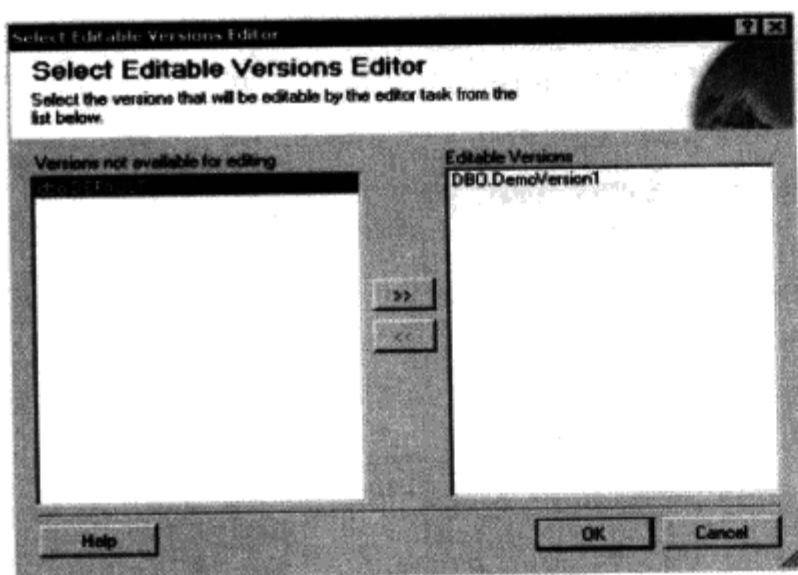 Select Editable Versions Editor
Select Editable Versions Editor
Select the versions that will be editable by the editor task from the
list below.
Versions not available for editing
Editable Versions
DBO.DemoVersion1
>>
<<
Help
OK
Cancel